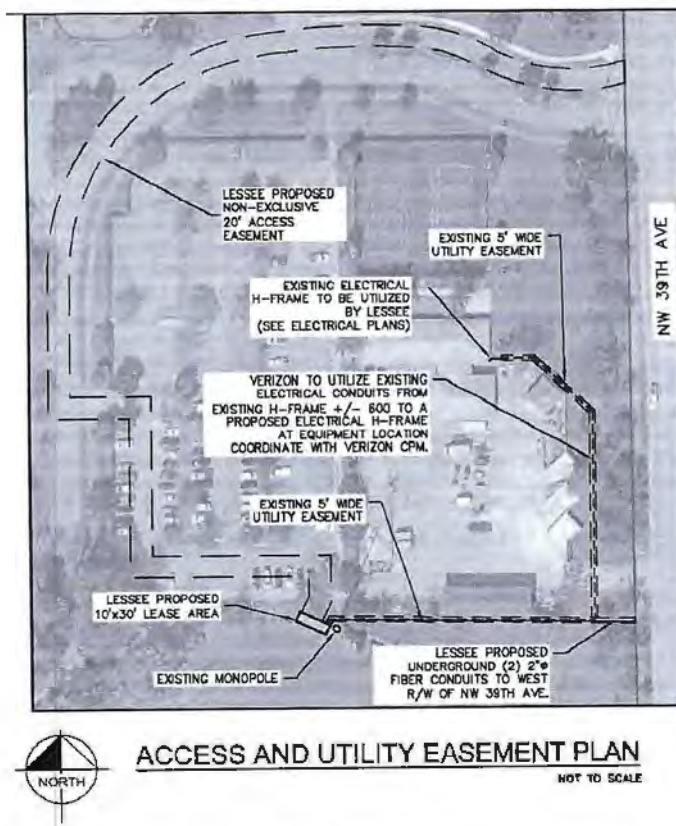 LESSEE PROPOSED
NON-EXCLUSIVE
20' ACCESS
EASEMENT
EXISTING 5' WIDE
UTILITY EASEMENT
NW 39TH AVE
EXISTING ELECTRICAL
H-FRAME TO BE UTILIZED
BY LESSEE
(SEE ELECTRICAL PLANS)
VERIZON TO UTILIZE EXISTING
ELECTRICAL CONDUITS FROM
EXISTING H-FRAME +/- 600 TO A
PROPOSED ELECTRICAL H-FRAME
AT EQUIPMENT LOCATION
COORDINATE WITH VERIZON CPM.
EXISTING 5' WIDE
UTILITY EASEMENT
LESSEE PROPOSED
10'x30' LEASE AREA
EXISTING MONOPOLE
LESSEE PROPOSED
UNDERGROUND (2) 2"ø
FIBER CONDUITS TO WEST
R/W OF NW 39TH AVE.
NORTH
ACCESS AND UTILITY EASEMENT PLAN
NOT TO SCALE